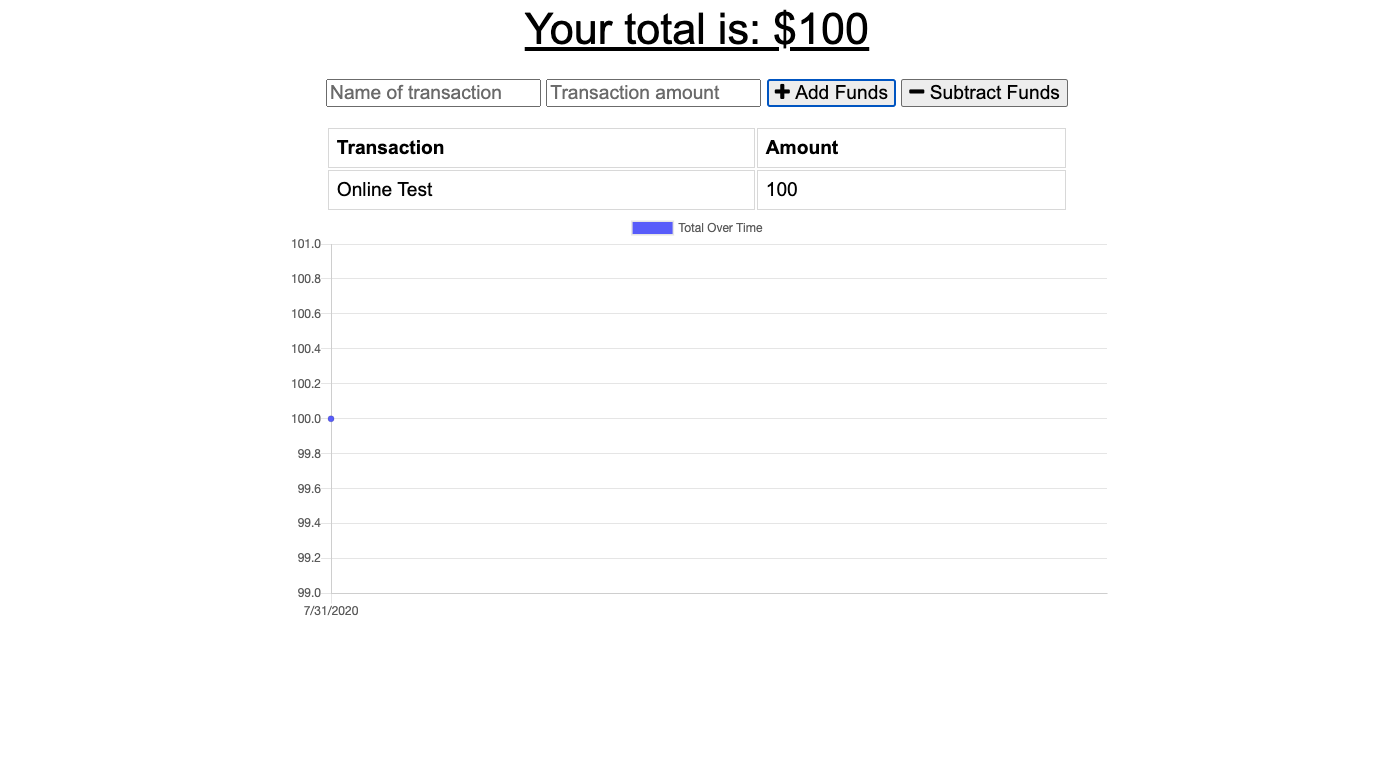 Your total is: $100
Name of transaction Transaction amount + Add Funds − Subtract Funds
Transaction Amount
Online Test 100
Total Over Time
101.0
100.8
100.6
100.4
100.2
100.0
99.8
99.6
99.4
99.2
99.0
7/31/2020